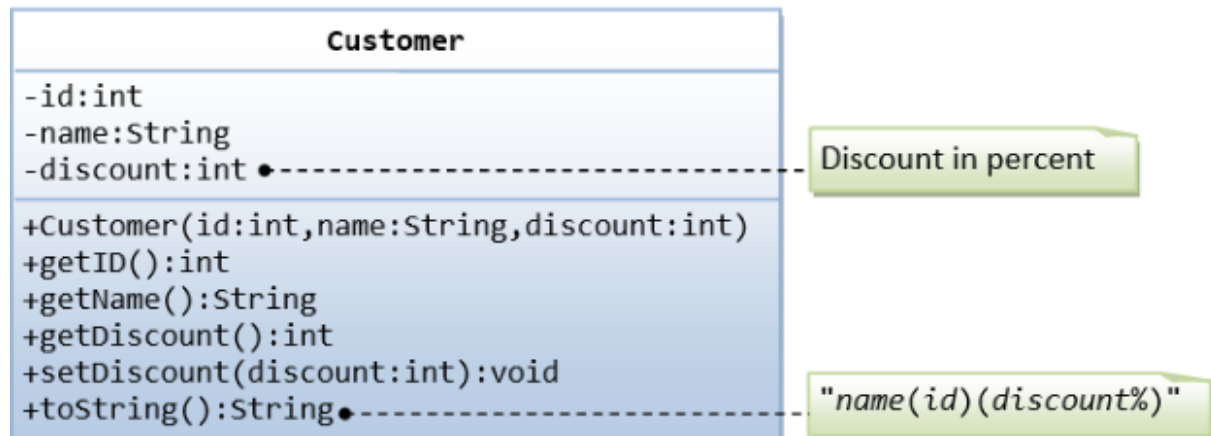 Customer
-id:int
-name:String
-discount:int
Discount in percent
+Customer(id:int,name:String,discount:int)
+getID():int
+getName():String
+getDiscount():int
+setDiscount(discount:int):void
+toString():String
"name(id)(discount%)"